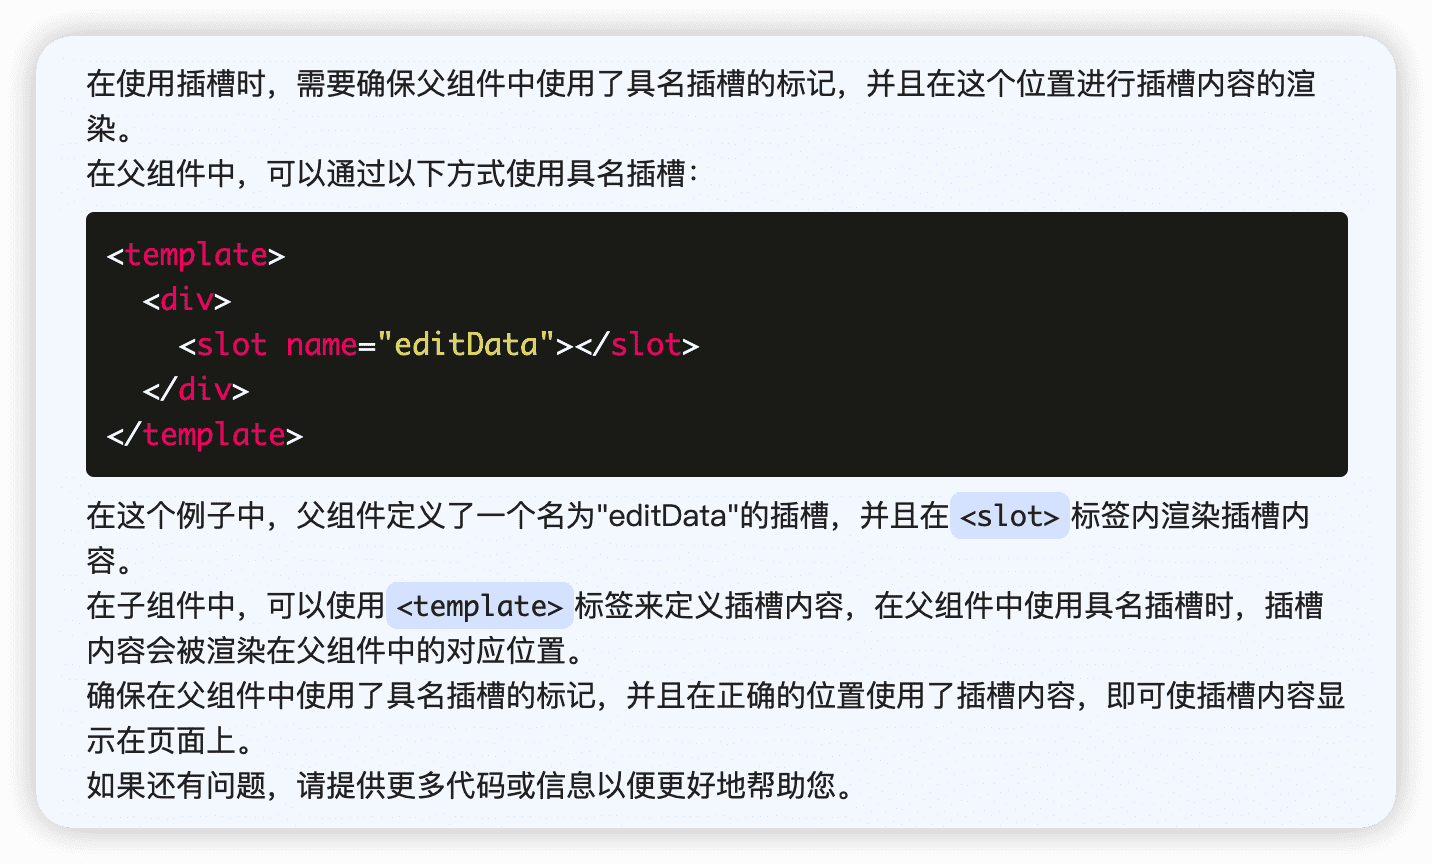 在使用插槽时，需要确保父组件中使用了具名插槽的标记，并且在这个位置进行插槽内容的渲
染。
在父组件中，可以通过以下方式使用具名插槽：
<template>
  <div>
    <slot name="editData"></slot>
  </div>
</template>
在这个例子中，父组件定义了一个名为"editData"的插槽，并且在<slot>标签内渲染插槽内
容。
在子组件中，可以使用<template>标签来定义插槽内容，在父组件中使用具名插槽时，插槽
内容会被渲染在父组件中的对应位置。
确保在父组件中使用了具名插槽的标记，并且在正确的位置使用了插槽内容，即可使插槽内容显
示在页面上。
如果还有问题，请提供更多代码或信息以便更好地帮助您。